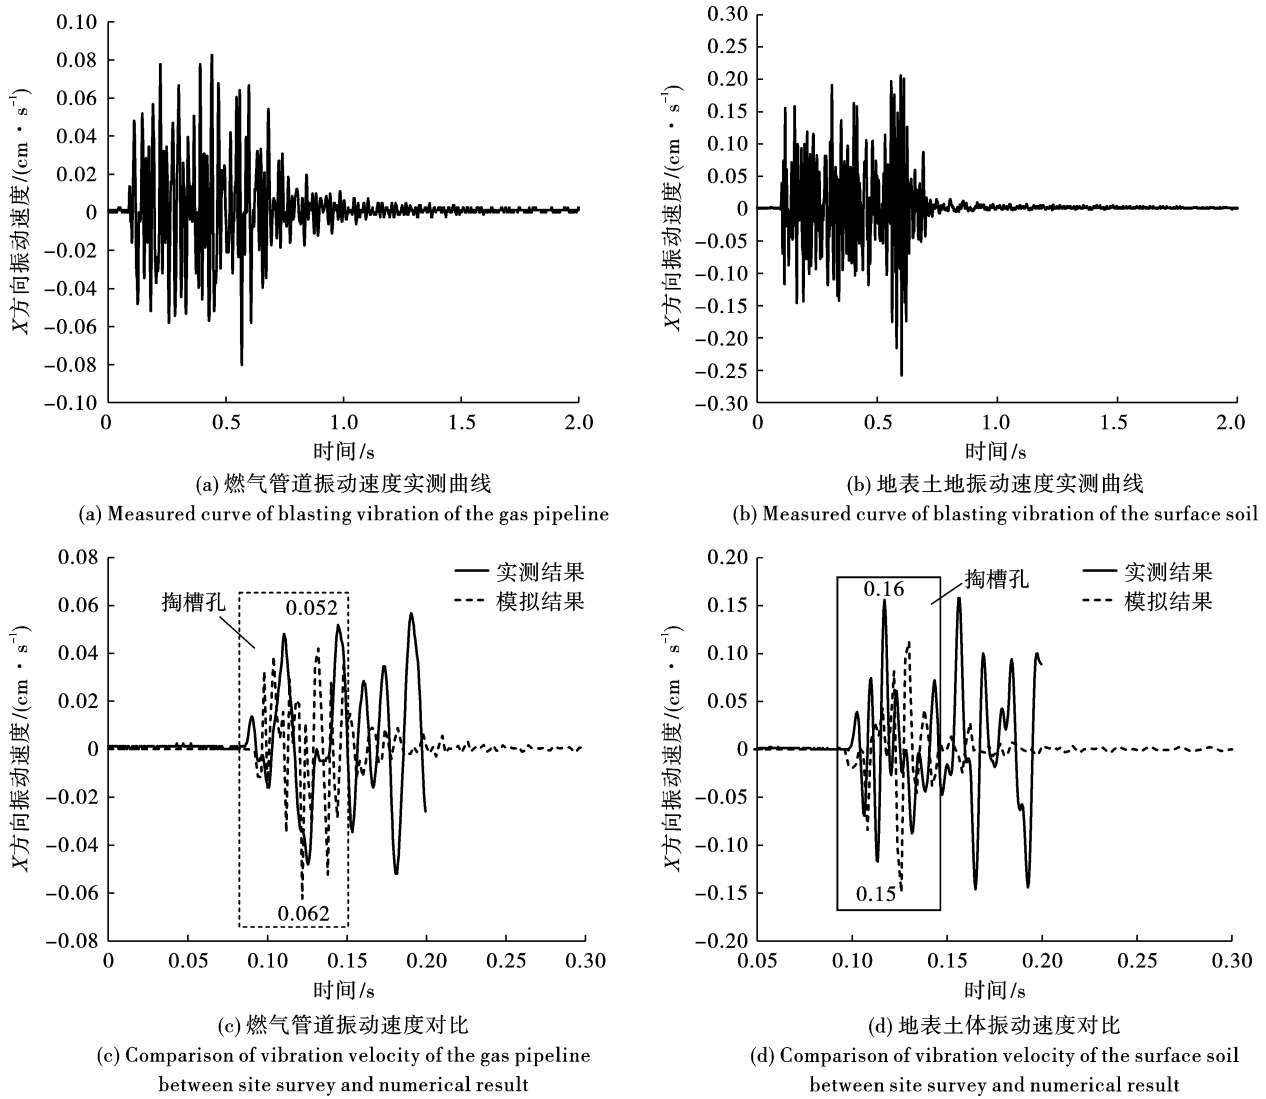 0.10
0.08
0.06
0.04
0.02
0
−0.02
−0.04
−0.06
−0.08
−0.10
X方向振动速度/(cm·s⁻¹)
0 0.5 1.0 1.5 2.0
时间/s
(a) 燃气管道振动速度实测曲线
(a) Measured curve of blasting vibration of the gas pipeline
0.30
0.25
0.20
0.15
0.10
0.05
0
−0.05
−0.10
−0.15
−0.20
−0.25
−0.30
X方向振动速度/(cm·s⁻¹)
0 0.5 1.0 1.5 2.0
时间/s
(b) 地表土地振动速度实测曲线
(b) Measured curve of blasting vibration of the surface soil
0.08
0.06
0.04
0.02
0
−0.02
−0.04
−0.06
−0.08
X方向振动速度/(cm·s⁻¹)
实测结果
模拟结果
掏槽孔
0.052
0.062
0 0.05 0.10 0.15 0.20 0.25 0.30
时间/s
(c) 燃气管道振动速度对比
(c) Comparison of vibration velocity of the gas pipeline
between site survey and numerical result
0.20
0.15
0.10
0.05
0
−0.05
−0.10
−0.15
−0.20
X方向振动速度/(cm·s⁻¹)
实测结果
模拟结果
掏槽孔
0.16
0.15
0.05 0.10 0.15 0.20 0.20 0.30
时间/s
(d) 地表土体振动速度对比
(d) Comparison of vibration velocity of the surface soil
between site survey and numerical result